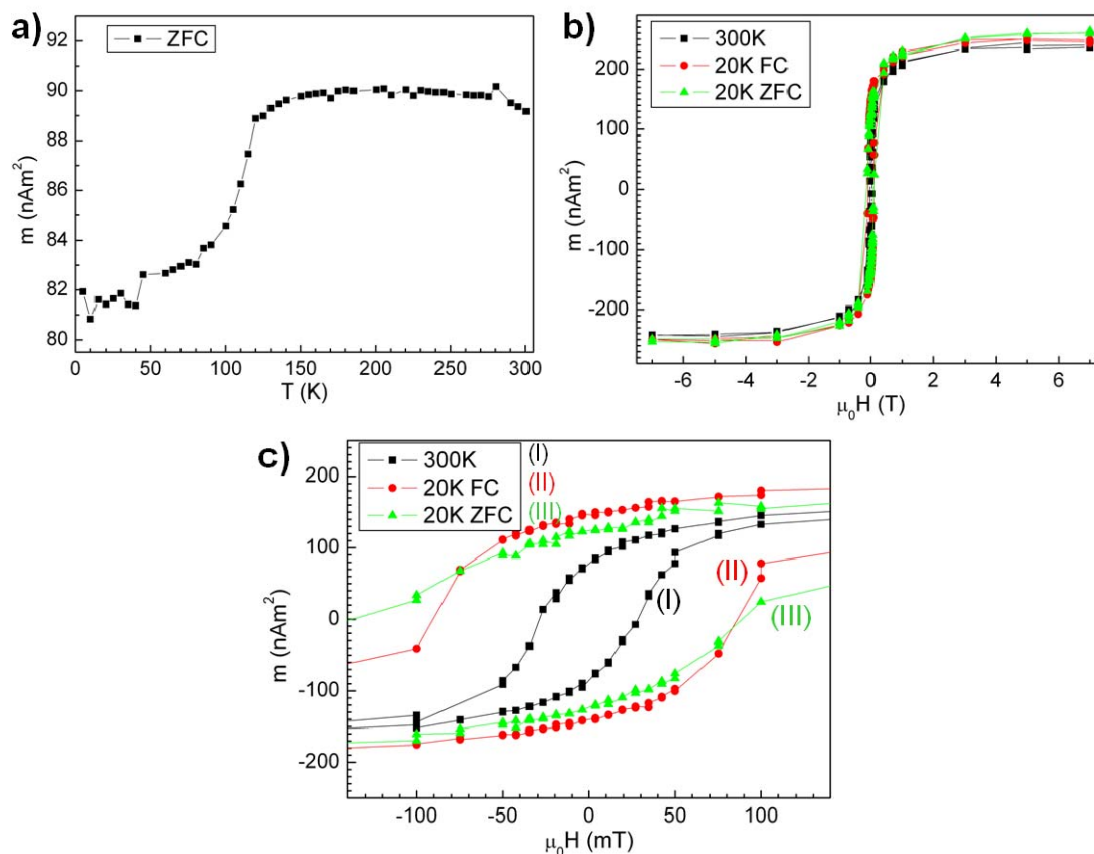 a)
ZFC
92
90
88
86
84
82
80
m (nAm²)
0 50 100 150 200 250 300
T (K)
b)
300K
20K FC
20K ZFC
200
100
0
-100
-200
m (nAm²)
-6 -4 -2 0 2 4 6
μ₀H (T)
c)
300K (I)
20K FC (II)
20K ZFC (III)
200
100
0
-100
-200
m (nAm²)
(I)
(II)
(III)
-100 -50 0 50 100
μ₀H (mT)